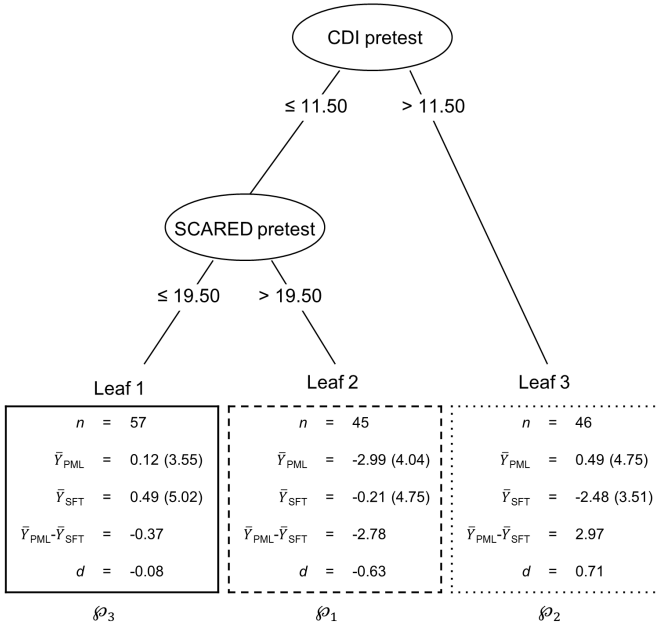 CDI pretest
≤ 11.50 > 11.50
SCARED pretest
≤ 19.50 > 19.50
Leaf 1 Leaf 2 Leaf 3
n = 57
Ȳ_PML = 0.12 (3.55)
Ȳ_SFT = 0.49 (5.02)
Ȳ_PML-Ȳ_SFT = -0.37
d = -0.08
n = 45
Ȳ_PML = -2.99 (4.04)
Ȳ_SFT = -0.21 (4.75)
Ȳ_PML-Ȳ_SFT = -2.78
d = -0.63
n = 46
Ȳ_PML = 0.49 (4.75)
Ȳ_SFT = -2.48 (3.51)
Ȳ_PML-Ȳ_SFT = 2.97
d = 0.71
℘₃ ℘₁ ℘₂